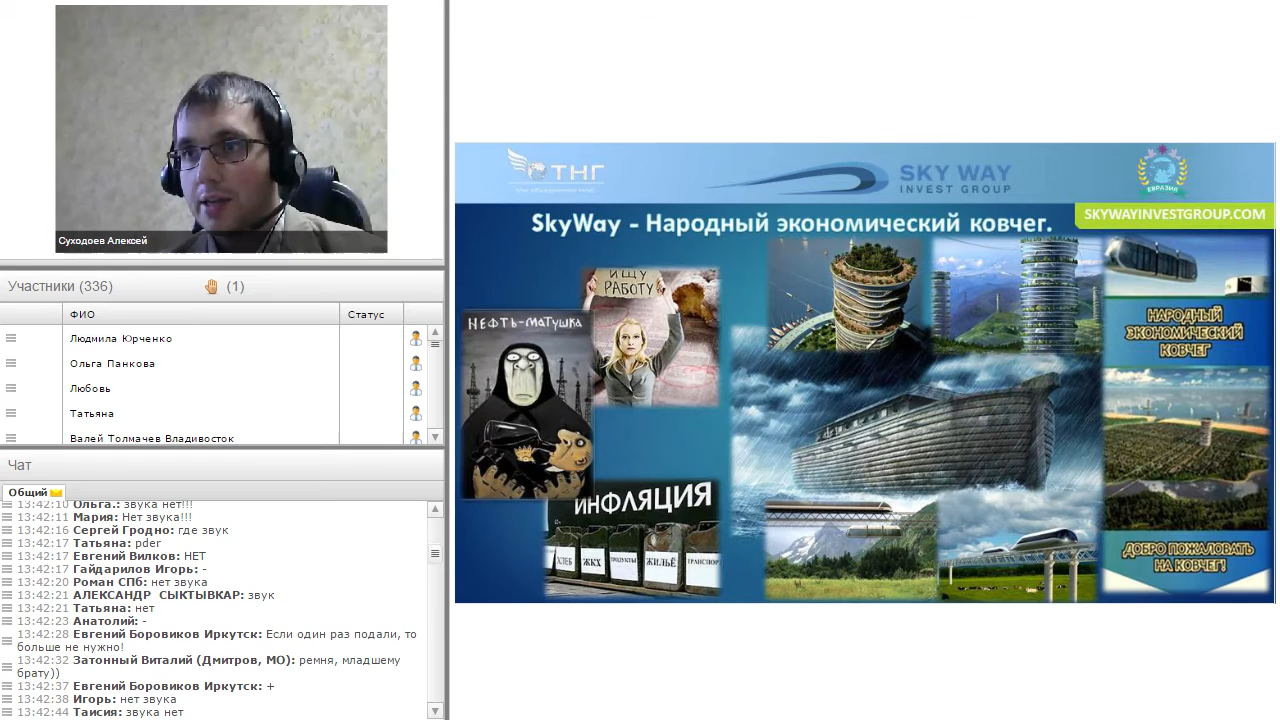 Суходоев Алексей
Участники (336)
(1)
ФИО
Статус
Людмила Юрченко
Ольга Панкова
Любовь
Татьяна
Валей Толмачев Владивосток
Чат
Общий
13:42:10 Ольга.: звука нет!!!
13:42:11 Мария: Нет звука!!!
13:42:16 Сергей Гродно: где звук
13:42:17 Татьяна: pder
13:42:17 Евгений Вилков: НЕТ
13:42:17 Гайдарилов Игорь: -
13:42:20 Роман СПб: нет звука
13:42:21 АЛЕКСАНДР СЫКТЫВКАР: звук
13:42:21 Татьяна: нет
13:42:23 Анатолий: -
13:42:28 Евгений Боровиков Иркутск: Если один раз подали, то
больше не нужно!
13:42:32 Затонный Виталий (Дмитров, МО): ремня, младшему
брату))
13:42:37 Евгений Боровиков Иркутск: +
13:42:38 Игорь: нет звука
13:42:44 Таисия: звука нет
ТНГ
SKY WAY
INVEST GROUP
ЕВРАЗИЯ
SKYWAYINVESTGROUP.COM
SkyWay - Народный экономический ковчег.
ИЩУ
РАБОТУ
НЕФТЬ-МАТУШКА
ИНФЛЯЦИЯ
ХЛЕБ
ЖКХ
ПРОДУКТЫ
ЖИЛЬЁ
ТРАНСПОРТ
НАРОДНЫЙ
ЭКОНОМИЧЕСКИЙ
КОВЧЕГ
ДОБРО ПОЖАЛОВАТЬ
НА КОВЧЕГ!